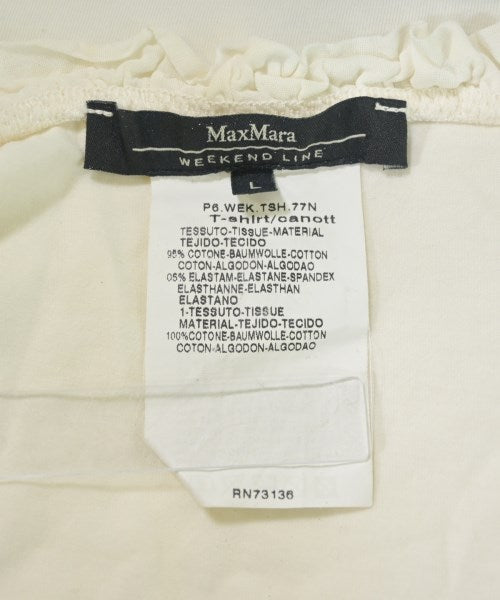 MaxMara
WEEKEND LINE
L
P6.WEK.TSH.77N
T-shirt/canott
TESSUTO-TISSUE-MATERIAL
TEJIDO-TECIDO
95% COTONE-BAUMWOLLE-COTTON
COTON-ALGODON-ALGODAO
05% ELASTAM-ELASTANE-SPANDEX
ELASTHANNE-ELASTHAN
ELASTANO
1-TESSUTO-TISSUE
MATERIAL-TEJIDO-TECIDO
100%COTONE-BAUMWOLLE-COTTON
COTON-ALGODON-ALGODAO
RN73136